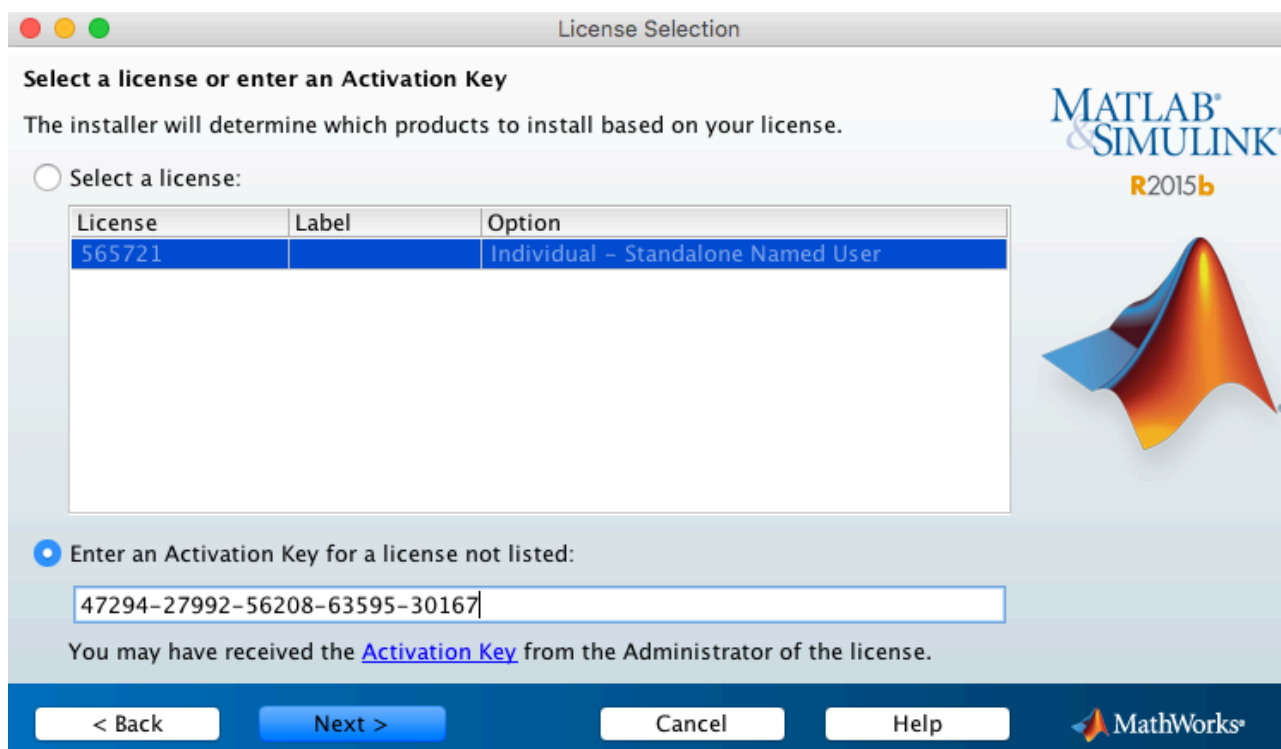 License Selection
Select a license or enter an Activation Key
The installer will determine which products to install based on your license.
MATLAB®
&SIMULINK®
R2015b
Select a license:
License Label Option
565721 Individual – Standalone Named User
Enter an Activation Key for a license not listed:
47294-27992-56208-63595-30167
You may have received the Activation Key from the Administrator of the license.
< Back Next > Cancel Help MathWorks®